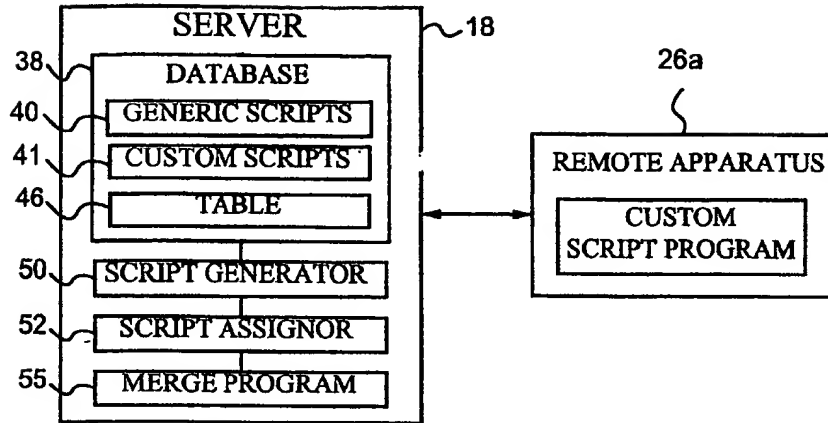 SERVER
18
38
DATABASE
40
GENERIC SCRIPTS
41
CUSTOM SCRIPTS
46
TABLE
50
SCRIPT GENERATOR
52
SCRIPT ASSIGNOR
55
MERGE PROGRAM
26a
REMOTE APPARATUS
CUSTOM
SCRIPT PROGRAM